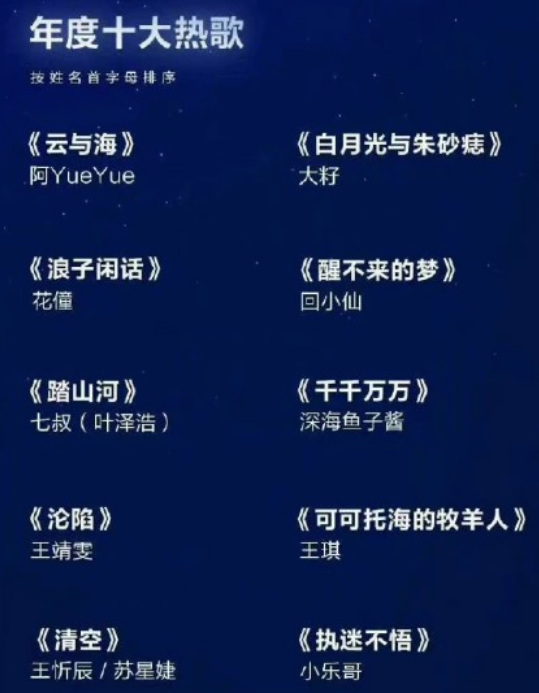 年度十大热歌
按姓名首字母排序
《云与海》
阿YueYue
《白月光与朱砂痣》
大籽
《浪子闲话》
花僮
《醒不来的梦》
回小仙
《踏山河》
七叔（叶泽浩）
《千千万万》
深海鱼子酱
《沦陷》
王靖雯
《可可托海的牧羊人》
王琪
《清空》
王忻辰 / 苏星婕
《执迷不悟》
小乐哥